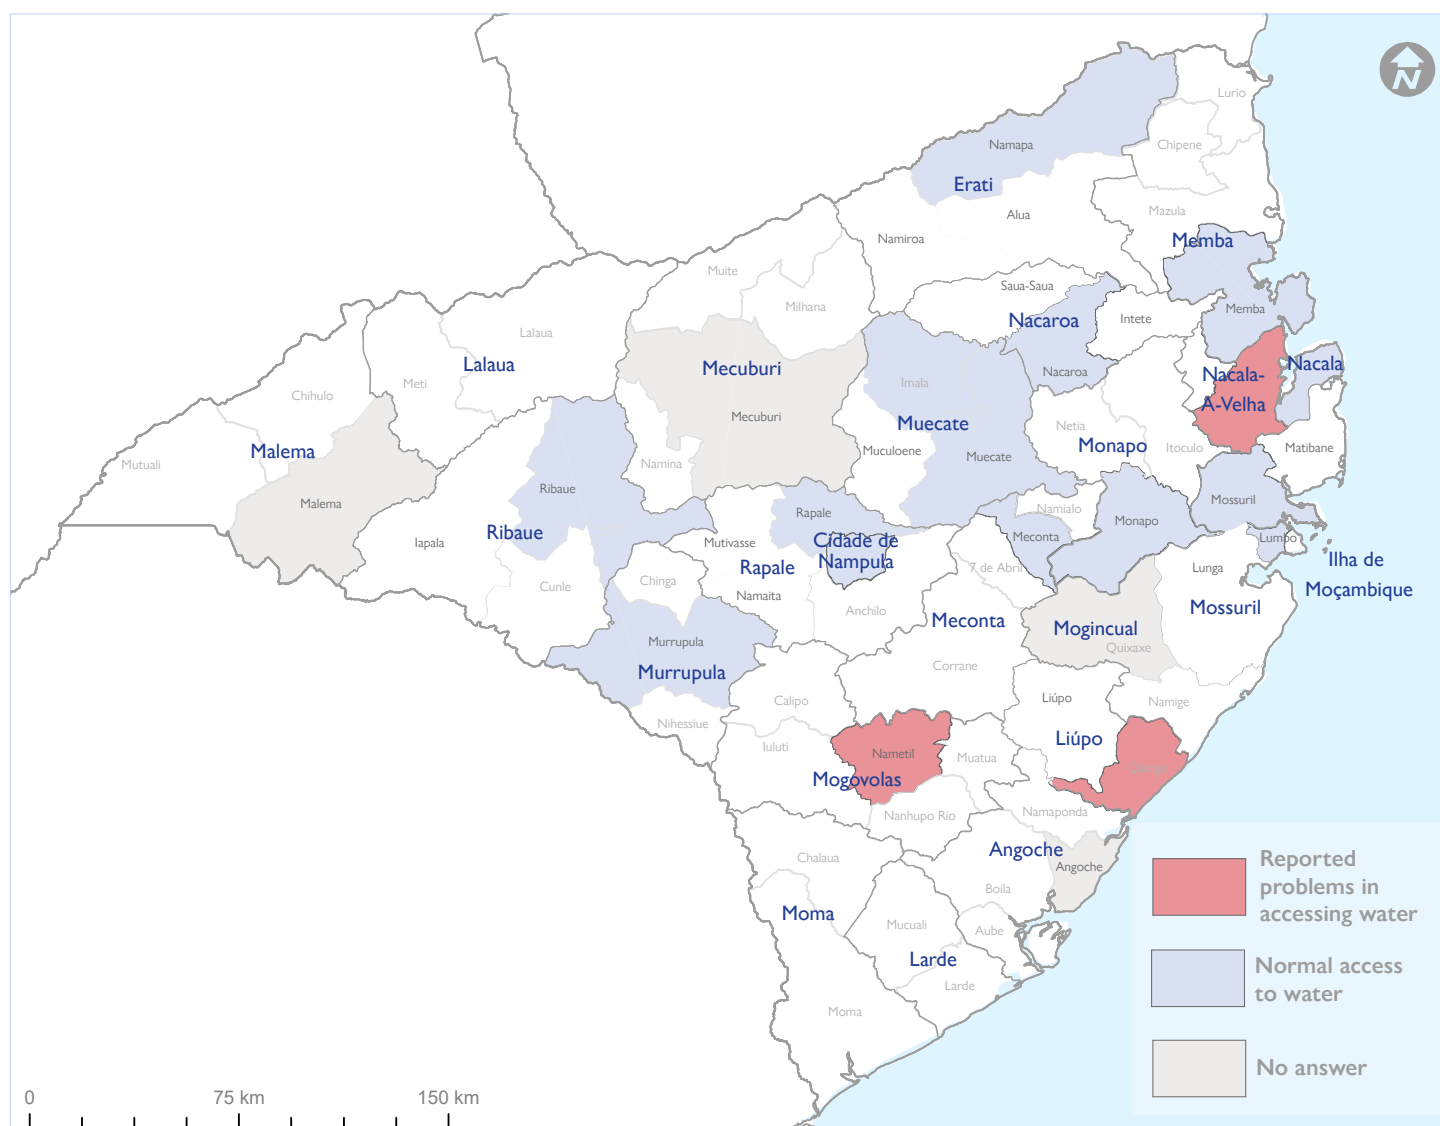 N
Lurio
Namapa
Chipene
Erati
Alua
Mazula
Namiroa
Memba
Muite
Saua-Saua
Milhana
Memba
Nacaroa
Intete
Lalaua
Lalaua
Mecuburi
Nacaroa
Nacala
Nacala-
A-Velha
Chihulo
Meti
Imala
Mecuburi
Muecate
Netia
Monapo
Itoculo
Matibane
Malema
Mutuali
Namina
Muculoene
Muecate
Malema
Ribaue
Rapale
Namialo
Monapo
Mossuril
Ribaue
Iapala
Mutivasse
Cidade de
Nampula
Meconta
Lumbo
Ilha de
Moçambique
Rapale
7 de Abril
Lunga
Cunle
Chinga
Namaita
Anchilo
Meconta
Mossuril
Mogincual
Quixaxe
Murrupula
Murrupula
Corrane
Calipo
Liúpo
Namige
Nihessiue
Iuluti
Nametil
Muatua
Liúpo
Mogovolas
Nanhupo Rio
Namaponda
Chalaua
Angoche
Angoche
Boila
Moma
Mucuali
Aube
Larde
Larde
Moma
Reported
problems in
accessing water
Normal access
to water
No answer
0
75 km
150 km